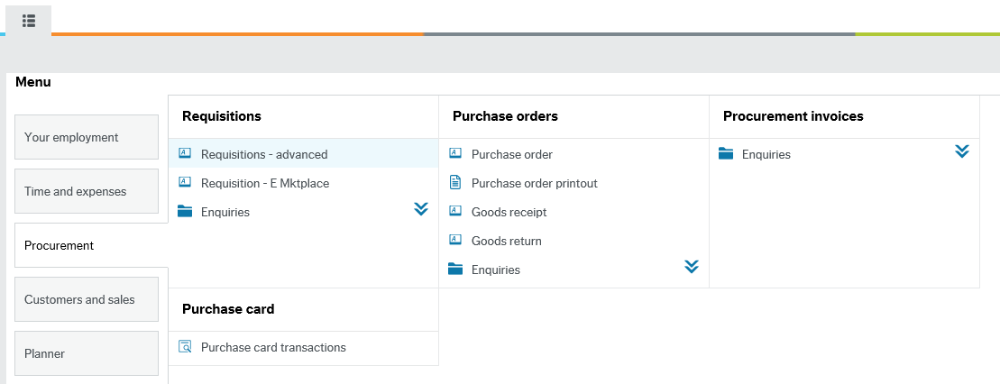 Menu
Your employment
Time and expenses
Procurement
Customers and sales
Planner
Requisitions
Requisitions - advanced
Requisition - E Mktplace
Enquiries
Purchase orders
Purchase order
Purchase order printout
Goods receipt
Goods return
Enquiries
Procurement invoices
Enquiries
Purchase card
Purchase card transactions